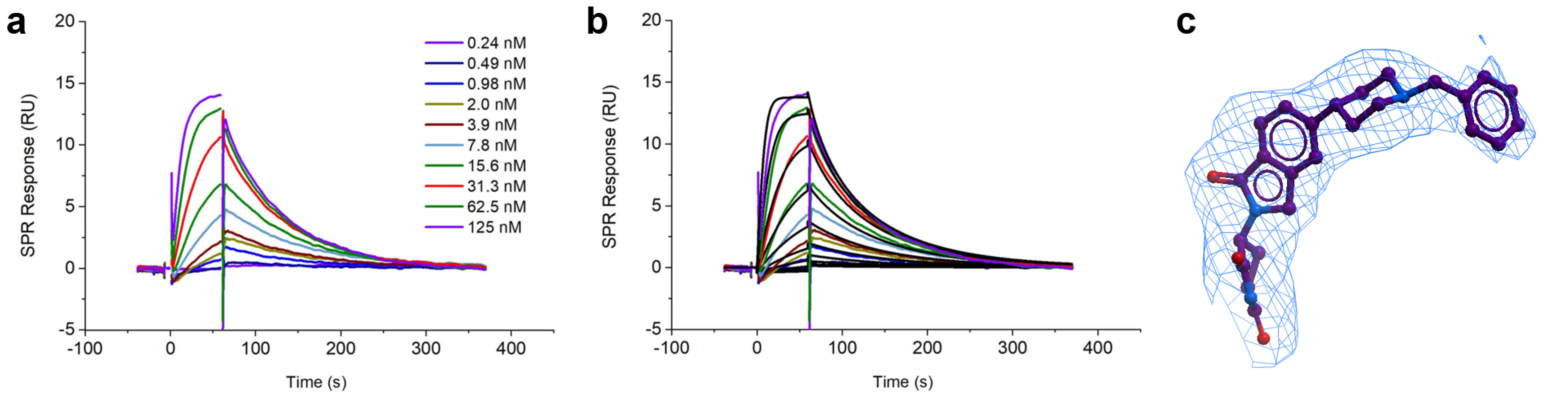 a
20
15
10
5
0
-5
SPR Response (RU)
-100
0
100
200
300
400
Time (s)
0.24 nM
0.49 nM
0.98 nM
2.0 nM
3.9 nM
7.8 nM
15.6 nM
31.3 nM
62.5 nM
125 nM
b
20
15
10
5
0
-5
SPR Response (RU)
-100
0
100
200
300
400
Time (s)
c